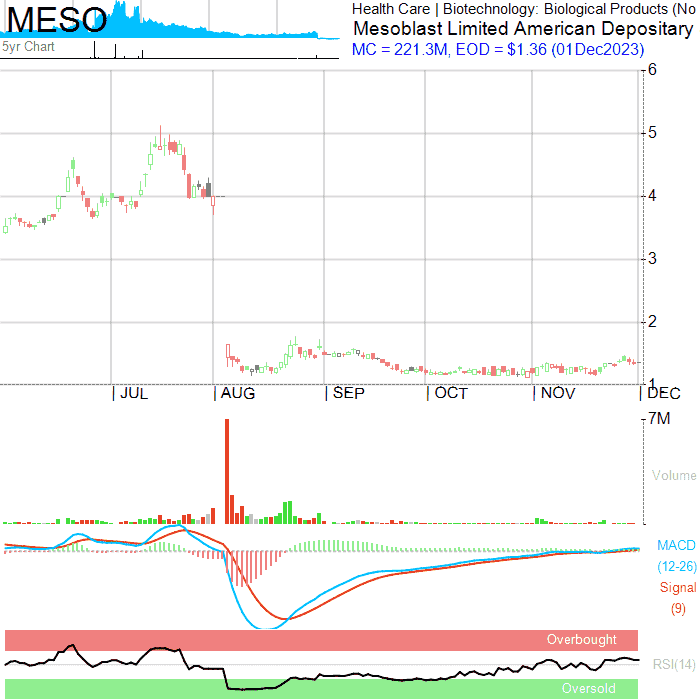 MESO
Health Care | Biotechnology: Biological Products (No
Mesoblast Limited American Depositary
5yr Chart
MC = 221.3M, EOD = $1.36 (01Dec2023)
6
5
4
3
2
1
JUL AUG SEP OCT NOV DEC
7M
Volume
MACD
(12-26)
Signal
(9)
Overbought
RSI(14)
Oversold